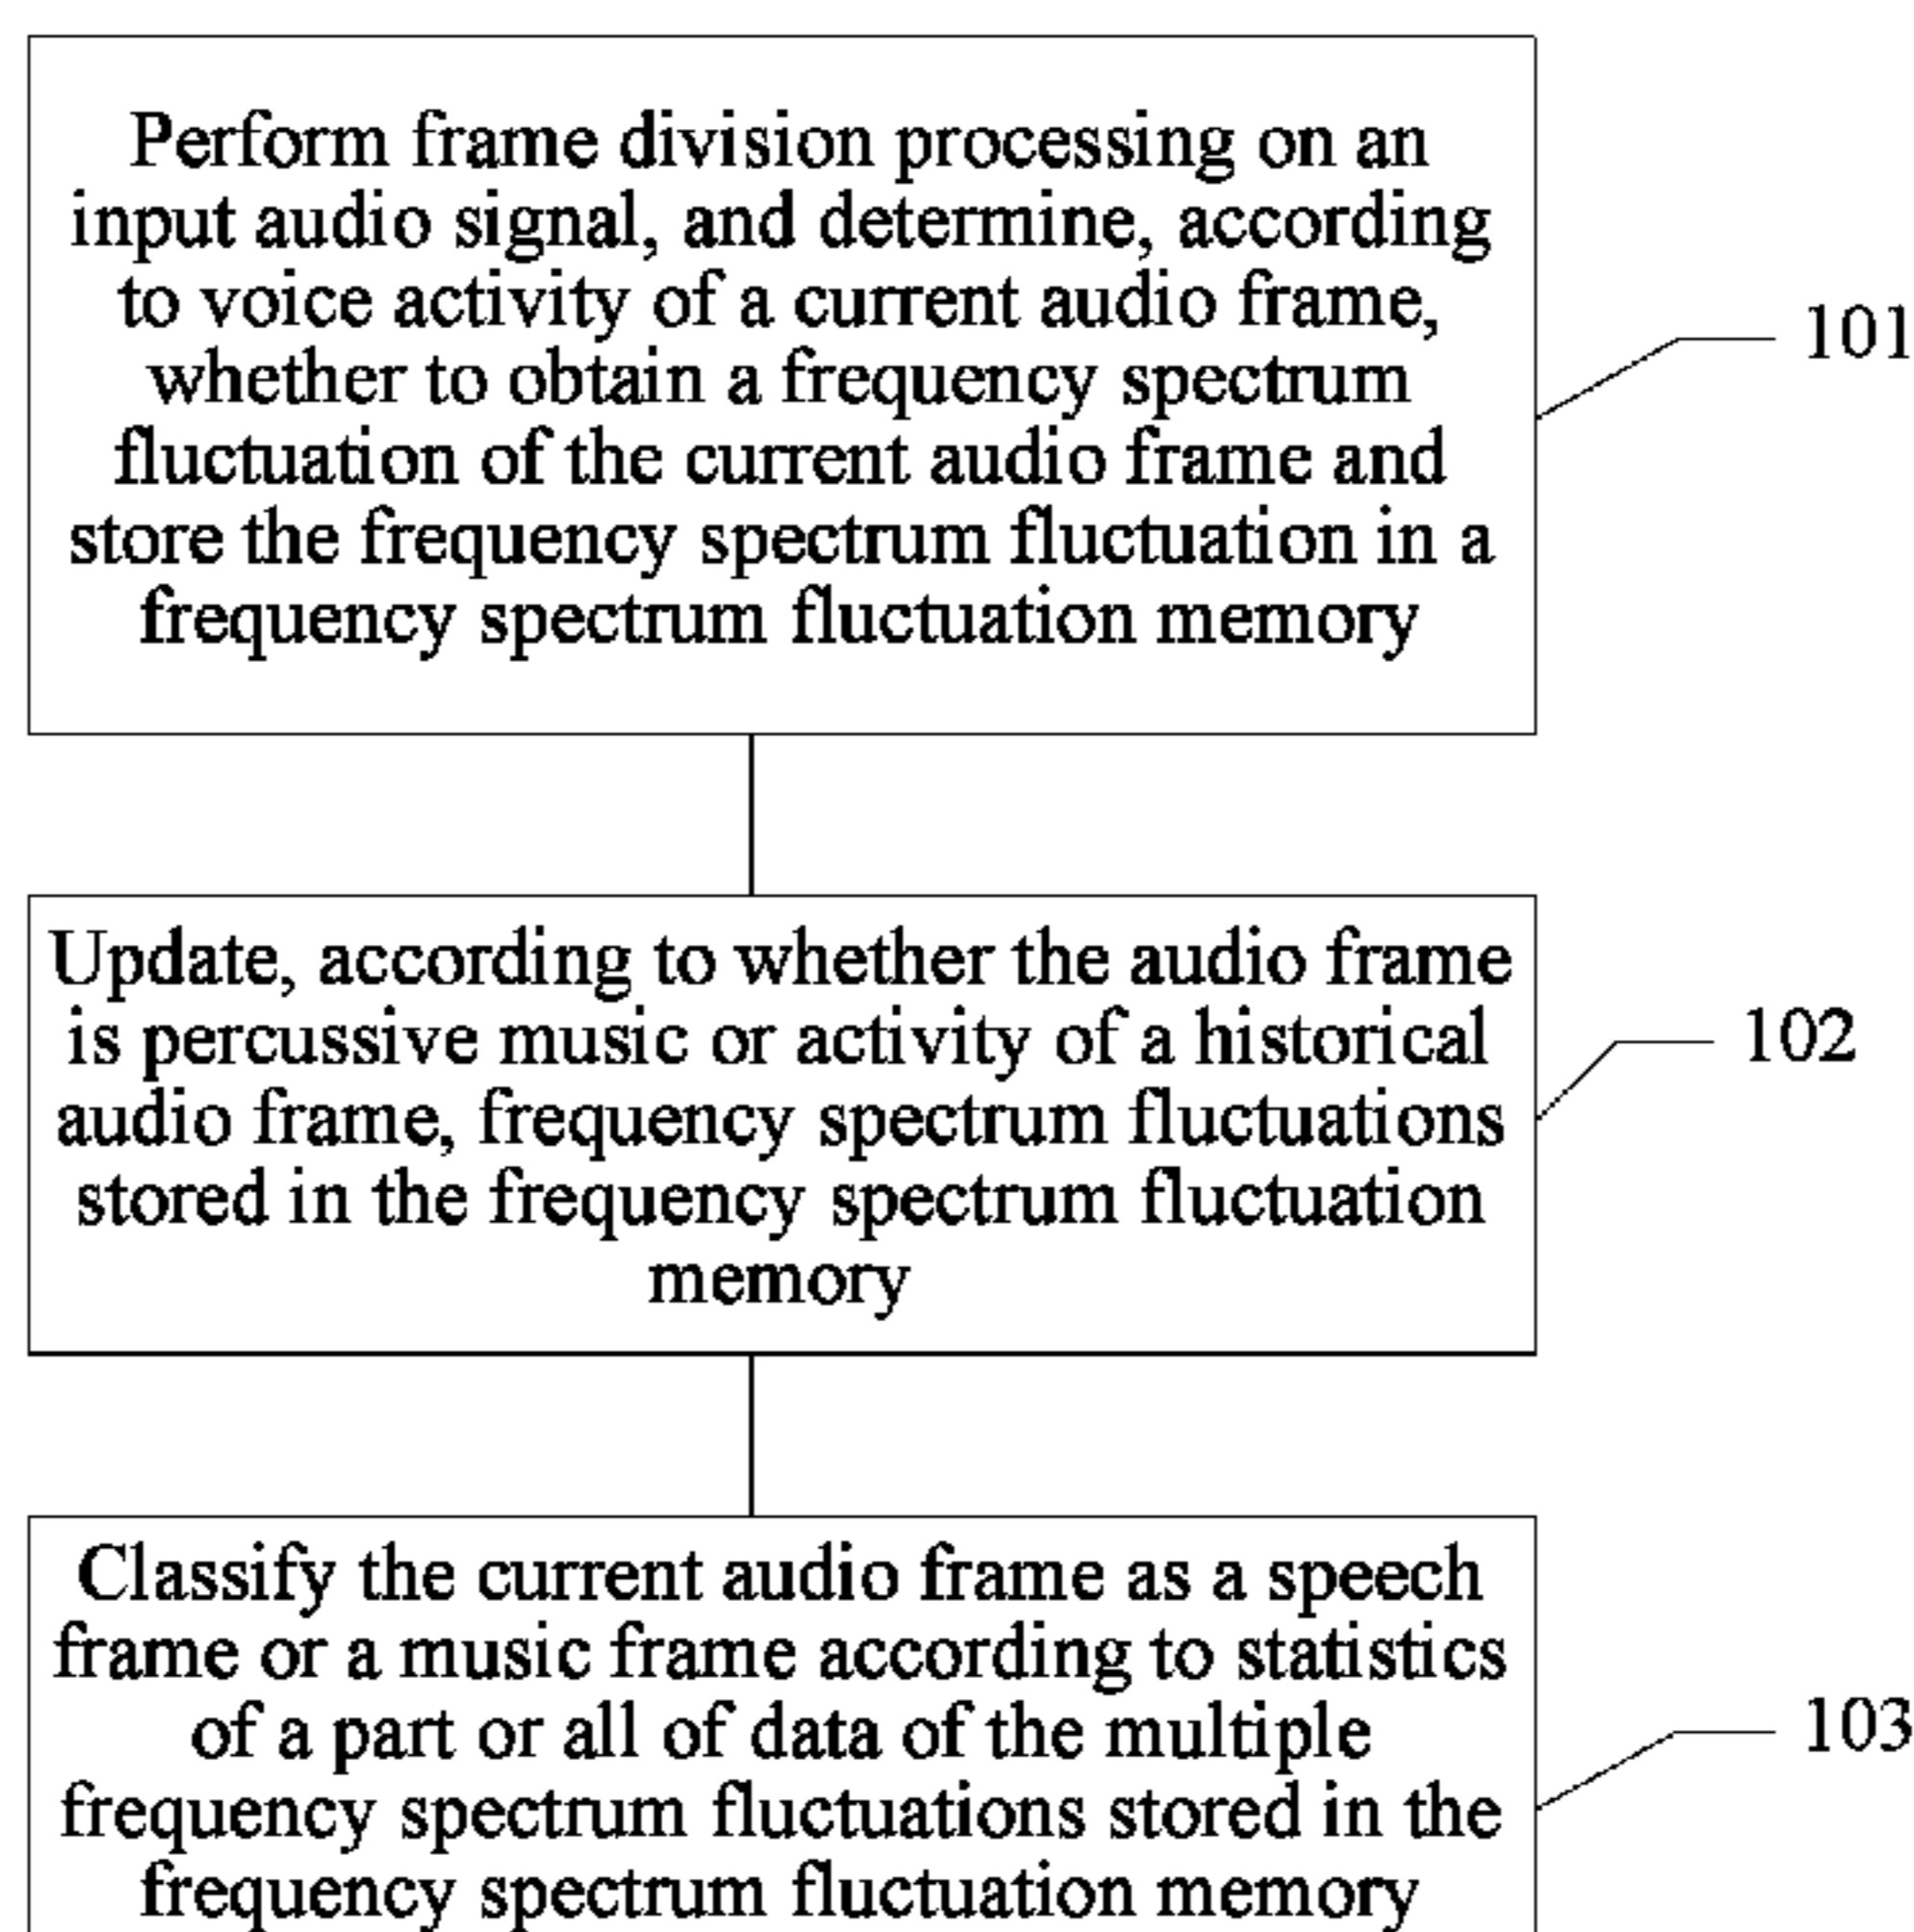 Perform frame division processing on an
input audio signal, and determine, according
to voice activity of a current audio frame,
whether to obtain a frequency spectrum
fluctuation of the current audio frame and
store the frequency spectrum fluctuation in a
frequency spectrum fluctuation memory
101
Update, according to whether the audio frame
is percussive music or activity of a historical
audio frame, frequency spectrum fluctuations
stored in the frequency spectrum fluctuation
memory
102
Classify the current audio frame as a speech
frame or a music frame according to statistics
of a part or all of data of the multiple
frequency spectrum fluctuations stored in the
frequency spectrum fluctuation memory
103